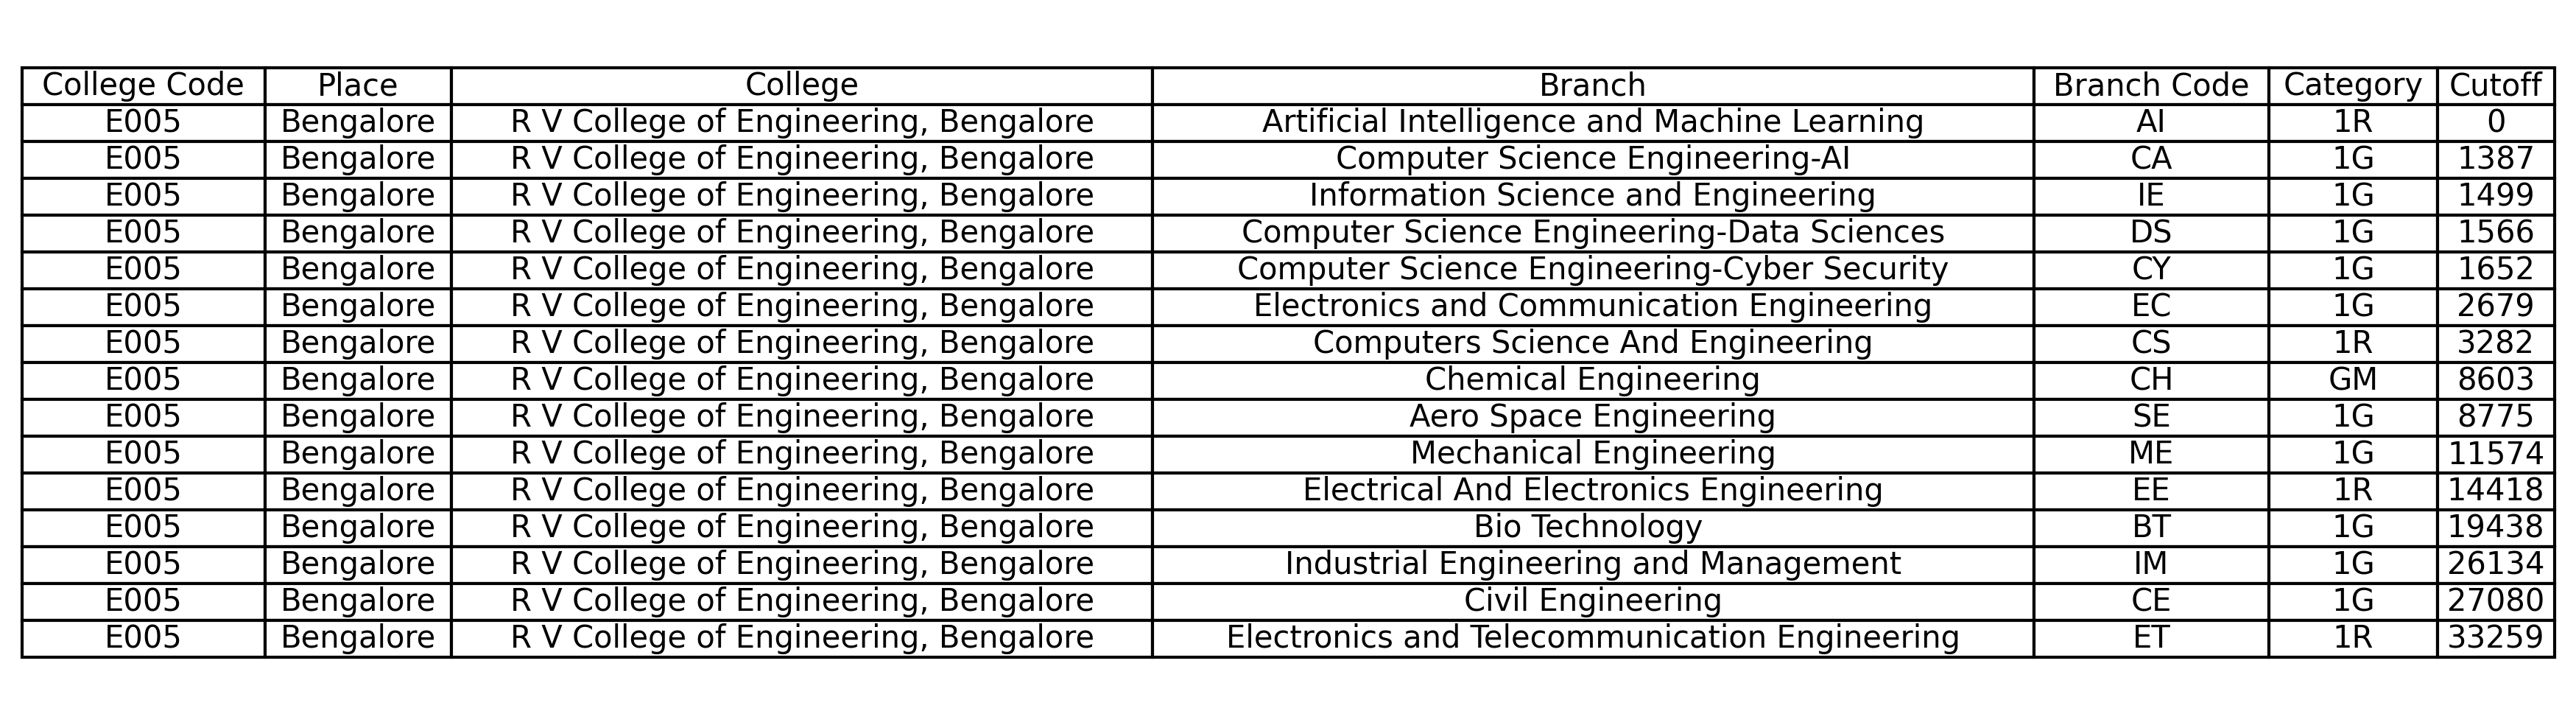 College Code Place College Branch Branch Code Category Cutoff
E005 Bengalore R V College of Engineering, Bengalore Artificial Intelligence and Machine Learning AI 1R 0
E005 Bengalore R V College of Engineering, Bengalore Computer Science Engineering-AI CA 1G 1387
E005 Bengalore R V College of Engineering, Bengalore Information Science and Engineering IE 1G 1499
E005 Bengalore R V College of Engineering, Bengalore Computer Science Engineering-Data Sciences DS 1G 1566
E005 Bengalore R V College of Engineering, Bengalore Computer Science Engineering-Cyber Security CY 1G 1652
E005 Bengalore R V College of Engineering, Bengalore Electronics and Communication Engineering EC 1G 2679
E005 Bengalore R V College of Engineering, Bengalore Computers Science And Engineering CS 1R 3282
E005 Bengalore R V College of Engineering, Bengalore Chemical Engineering CH GM 8603
E005 Bengalore R V College of Engineering, Bengalore Aero Space Engineering SE 1G 8775
E005 Bengalore R V College of Engineering, Bengalore Mechanical Engineering ME 1G 11574
E005 Bengalore R V College of Engineering, Bengalore Electrical And Electronics Engineering EE 1R 14418
E005 Bengalore R V College of Engineering, Bengalore Bio Technology BT 1G 19438
E005 Bengalore R V College of Engineering, Bengalore Industrial Engineering and Management IM 1G 26134
E005 Bengalore R V College of Engineering, Bengalore Civil Engineering CE 1G 27080
E005 Bengalore R V College of Engineering, Bengalore Electronics and Telecommunication Engineering ET 1R 33259